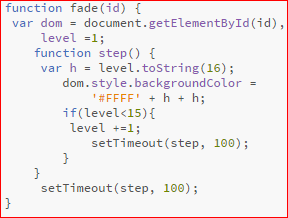 function fade(id) {
var dom = document.getElementById(id),
level =1;
function step() {
var h = level.toString(16);
dom.style.backgroundColor =
'#FFFF' + h + h;
if(level<15){
level +=1;
setTimeout(step, 100);
}
}
setTimeout(step, 100);
}